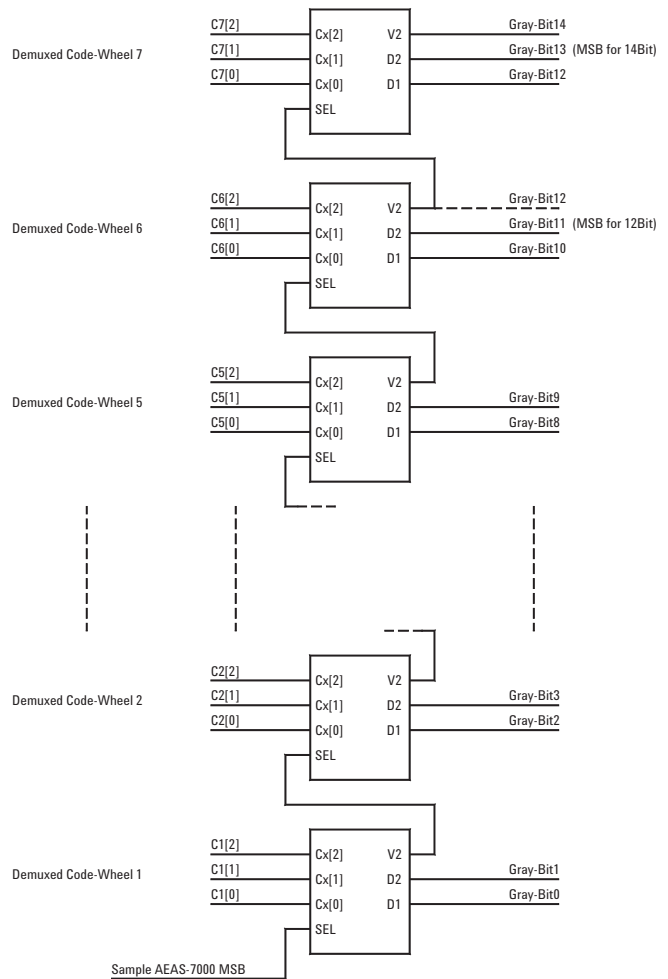 C7[2] Cx[2] V2 Gray-Bit14
Demuxed Code-Wheel 7 C7[1] Cx[1] D2 Gray-Bit13 (MSB for 14Bit)
C7[0] Cx[0] D1 Gray-Bit12
SEL
C6[2] Cx[2] V2 Gray-Bit12
Demuxed Code-Wheel 6 C6[1] Cx[1] D2 Gray-Bit11 (MSB for 12Bit)
C6[0] Cx[0] D1 Gray-Bit10
SEL
C5[2] Cx[2] V2
Demuxed Code-Wheel 5 C5[1] Cx[1] D2 Gray-Bit9
C5[0] Cx[0] D1 Gray-Bit8
SEL
C2[2] Cx[2] V2
Demuxed Code-Wheel 2 C2[1] Cx[1] D2 Gray-Bit3
C2[0] Cx[0] D1 Gray-Bit2
SEL
C1[2] Cx[2] V2
Demuxed Code-Wheel 1 C1[1] Cx[1] D2 Gray-Bit1
C1[0] Cx[0] D1 Gray-Bit0
SEL
Sample AEAS-7000 MSB